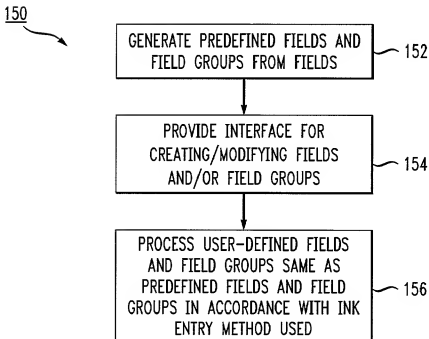 150
GENERATE PREDEFINED FIELDS AND
FIELD GROUPS FROM FIELDS
152
PROVIDE INTERFACE FOR
CREATING/MODIFYING FIELDS
AND/OR FIELD GROUPS
154
PROCESS USER-DEFINED FIELDS
AND FIELD GROUPS SAME AS
PREDEFINED FIELDS AND FIELD
GROUPS IN ACCORDANCE WITH INK
ENTRY METHOD USED
156